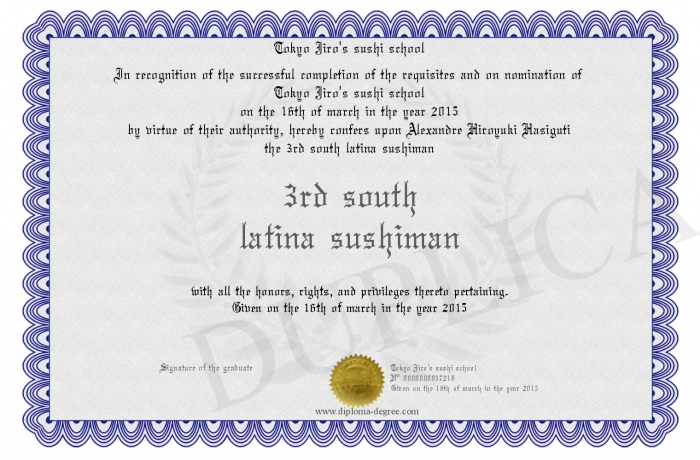 Tokyo Jiro's sushi school
In recognition of the successful completion of the requisites and on nomination of
Tokyo Jiro's sushi school
on the 16th of march in the year 2015
by virtue of their authority, hereby confers upon Alexandre Hiroyuki Hasiguti
the 3rd south latina sushiman
3rd south
latina sushiman
with all the honors, rights, and privileges thereto pertaining.
Given on the 16th of march in the year 2015
DUPLICA
Signature of the graduate
Tokyo Jiro's sushi school
Given on the 16th of march in the year 2015
www.diploma-degree.com